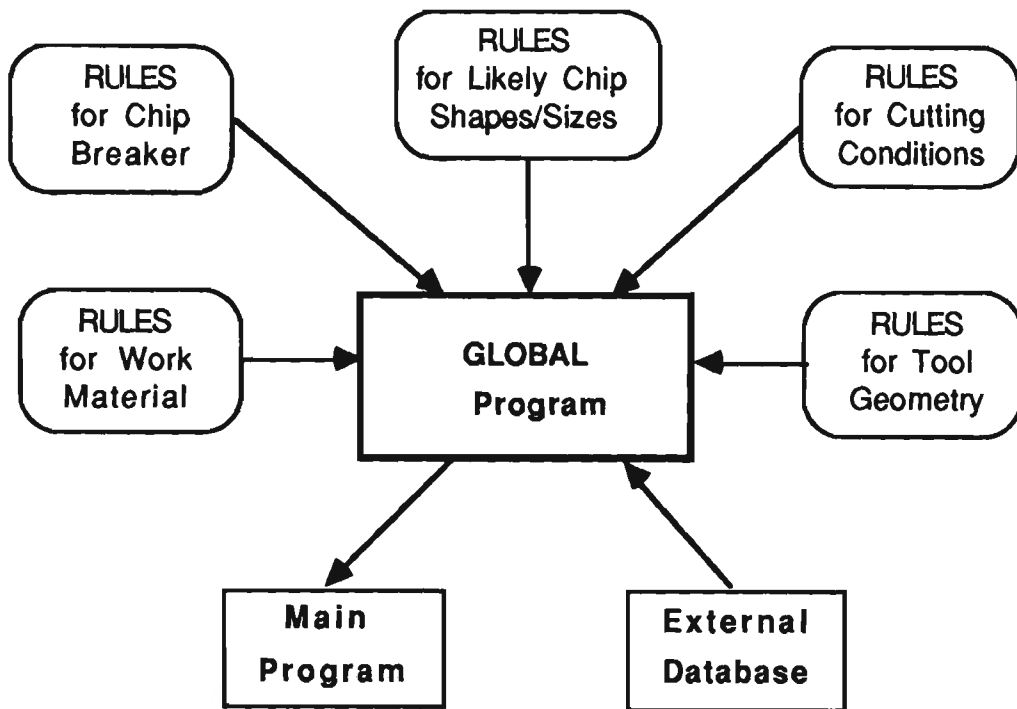 RULES
for Chip
Breaker
RULES
for Likely Chip
Shapes/Sizes
RULES
for Cutting
Conditions
RULES
for Work
Material
GLOBAL
Program
RULES
for Tool
Geometry
Main
Program
External
Database